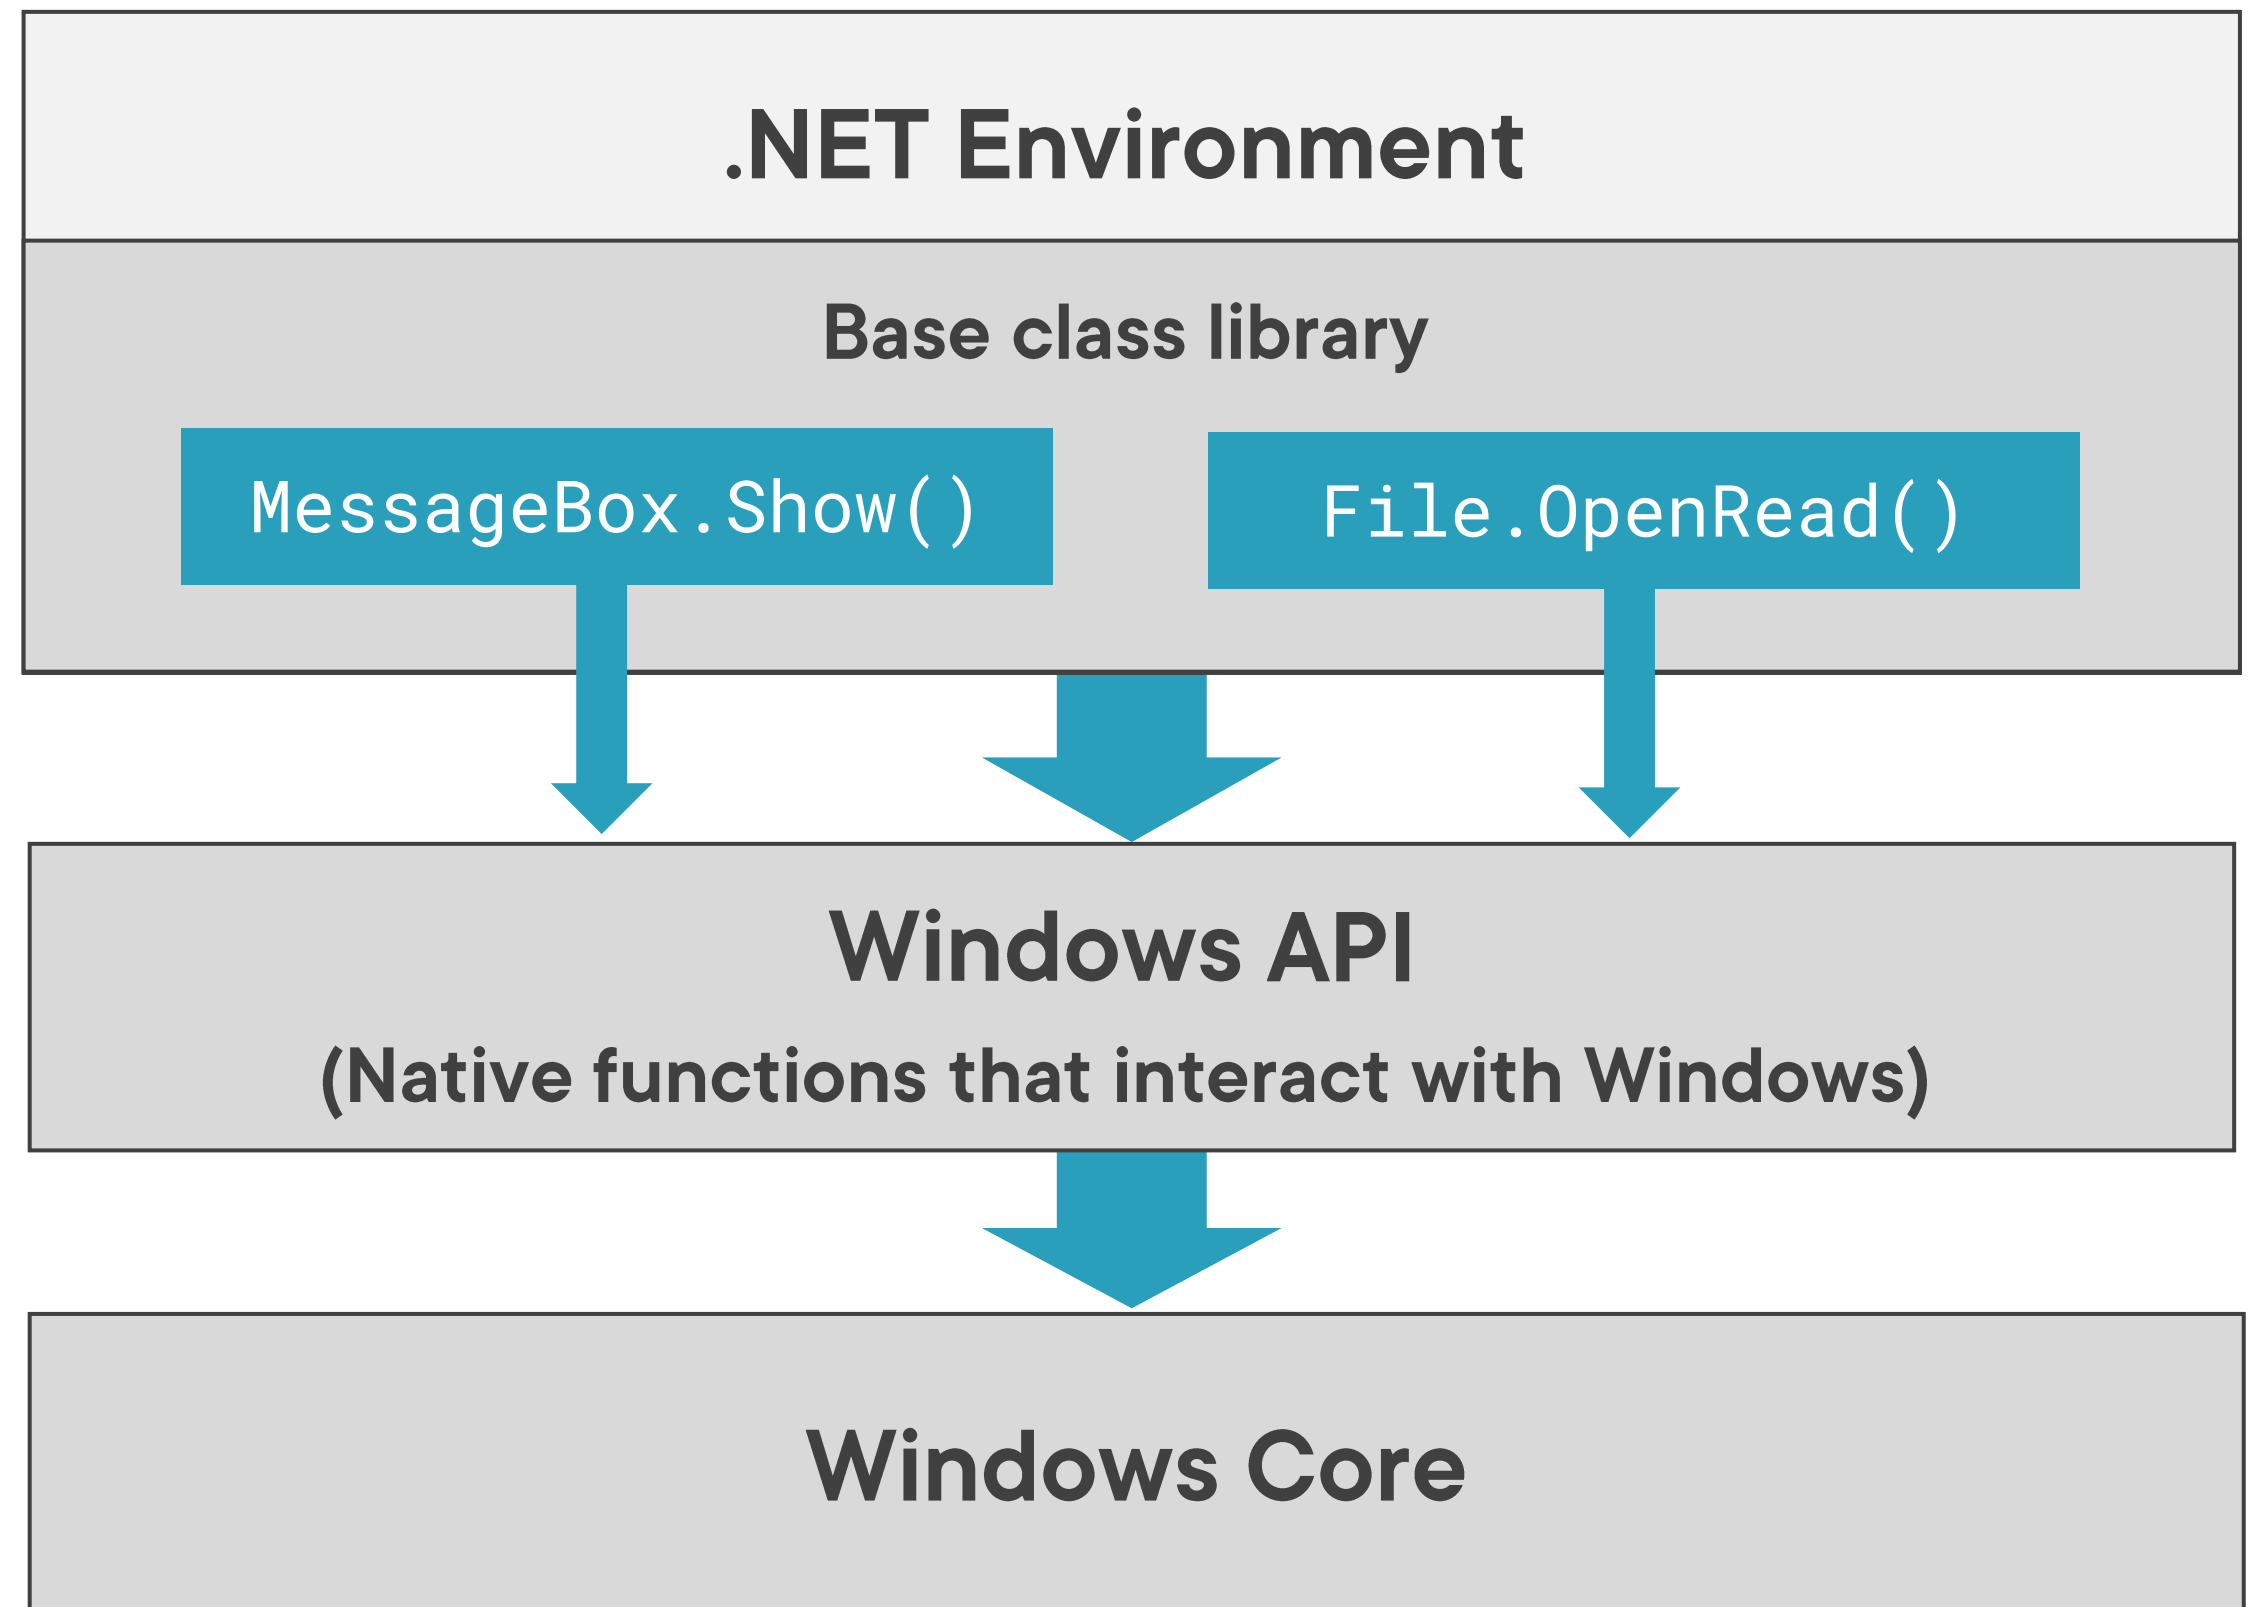 .NET Environment
Base class library
MessageBox.Show()
File.OpenRead()
Windows API
(Native functions that interact with Windows)
Windows Core